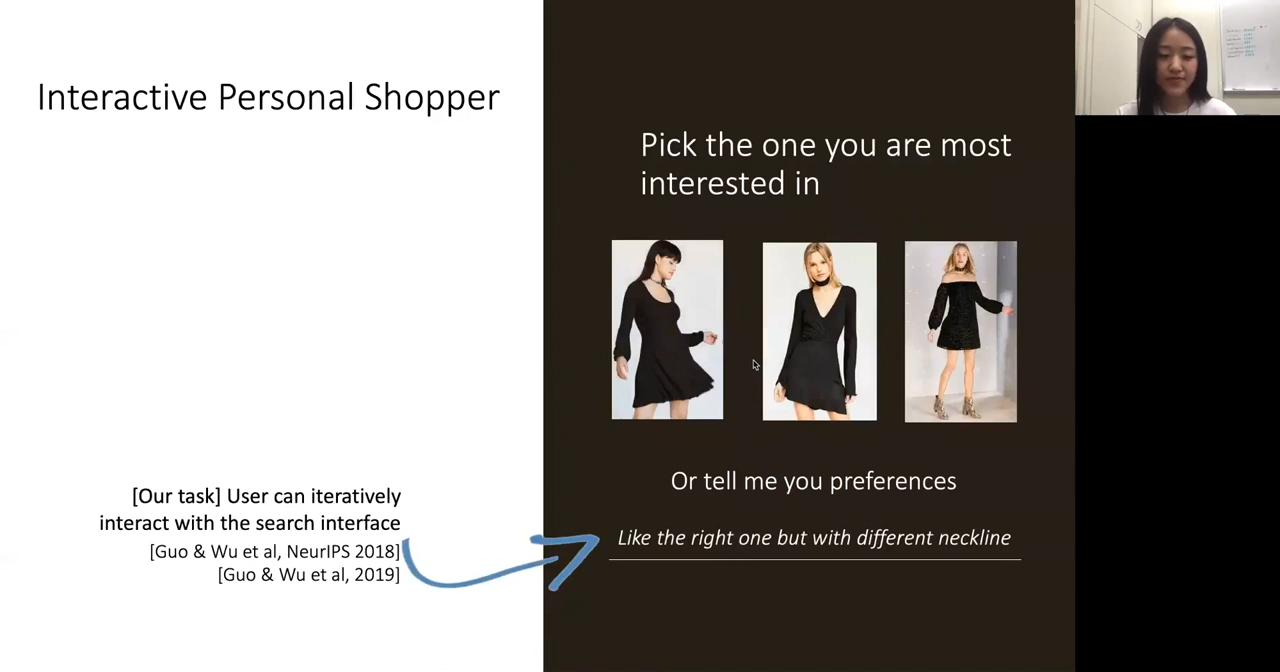 Interactive Personal Shopper
Pick the one you are most
interested in
Or tell me you preferences
Like the right one but with different neckline
[Our task] User can iteratively
interact with the search interface
[Guo & Wu et al, NeurIPS 2018]
[Guo & Wu et al, 2019]